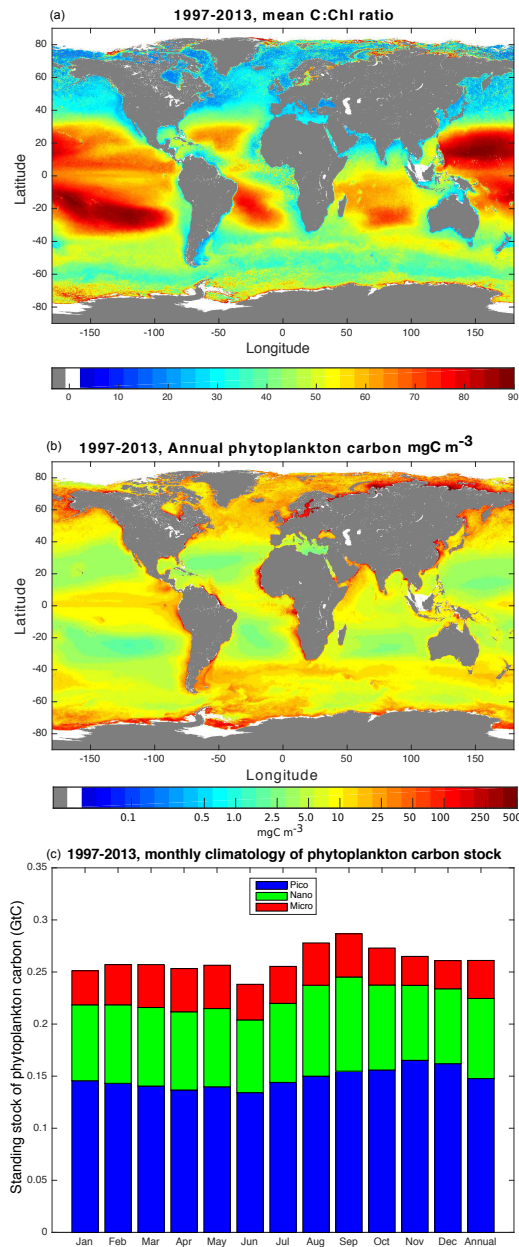 (a) 1997-2013, mean C:Chl ratio
80
60
40
20
0
-20
-40
-60
-80
Latitude
-150 -100 -50 0 50 100 150
Longitude
0 10 20 30 40 50 60 70 80 90
(b) 1997-2013, Annual phytoplankton carbon mgC m⁻³
80
60
40
20
0
-20
-40
-60
-80
Latitude
-150 -100 -50 0 50 100 150
Longitude
0.1 0.5 1.0 2.5 5.0 10 25 50 100 250 500
mgC m⁻³
(c) 1997-2013, monthly climatology of phytoplankton carbon stock
Pico
Nano
Micro
0.35
0.3
0.25
0.2
0.15
0.1
0.05
0
Standing stock of phytoplankton carbon (GtC)
Jan Feb Mar Apr May Jun Jul Aug Sep Oct Nov Dec Annual